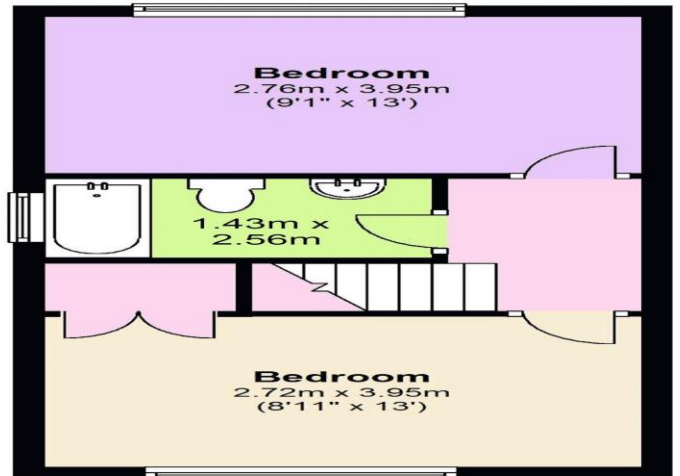 Bedroom
2.76m x 3.95m
(9'1" x 13')
1.43m x
2.56m
Bedroom
2.72m x 3.95m
(8'11" x 13')